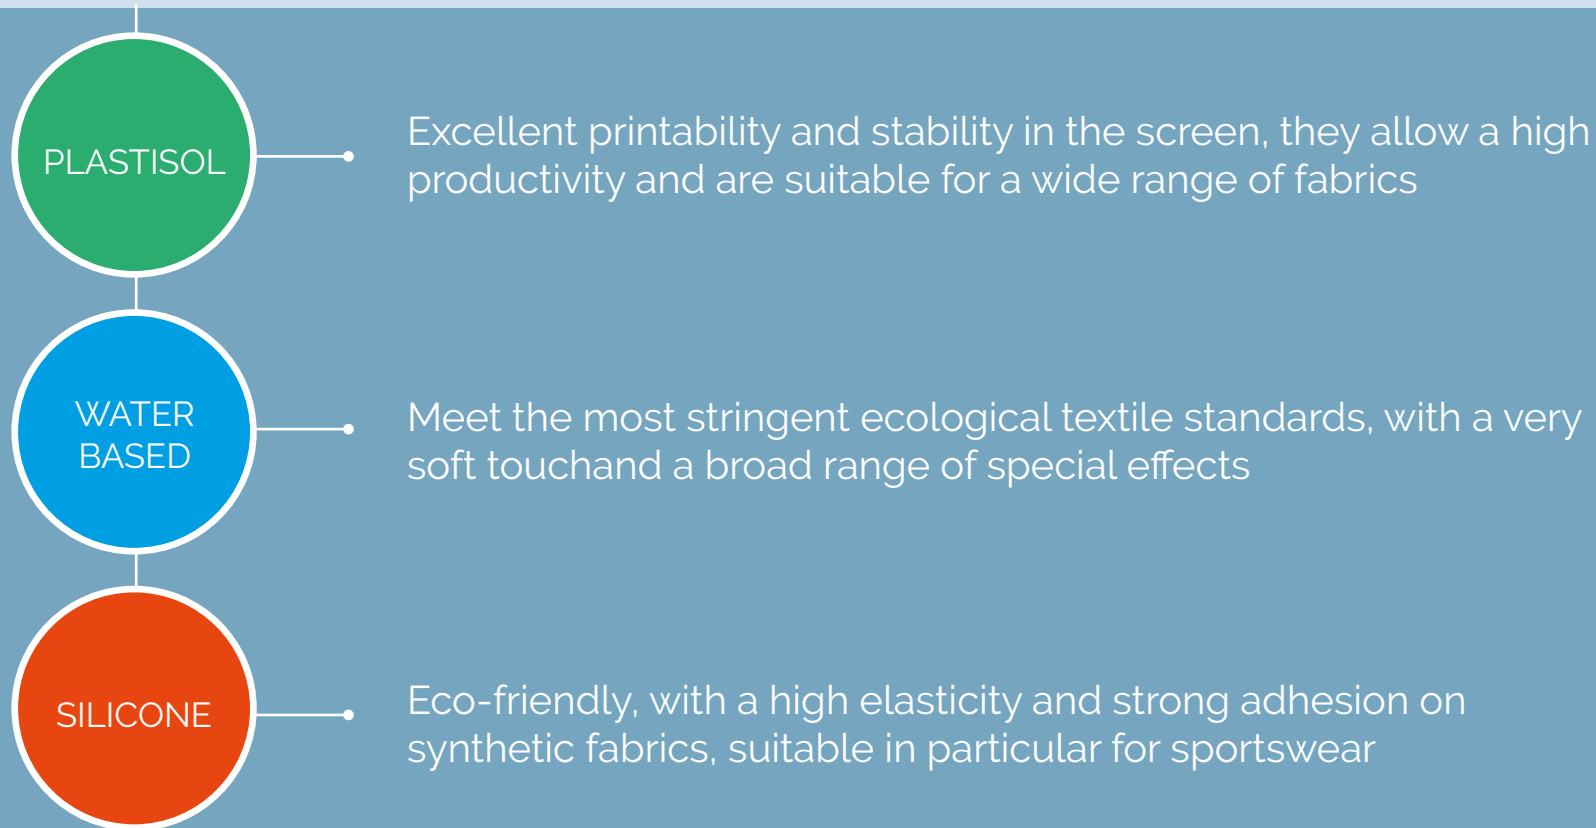 PLASTISOL
Excellent printability and stability in the screen, they allow a high
productivity and are suitable for a wide range of fabrics
WATER
BASED
Meet the most stringent ecological textile standards, with a very
soft touchand a broad range of special effects
SILICONE
Eco-friendly, with a high elasticity and strong adhesion on
synthetic fabrics, suitable in particular for sportswear